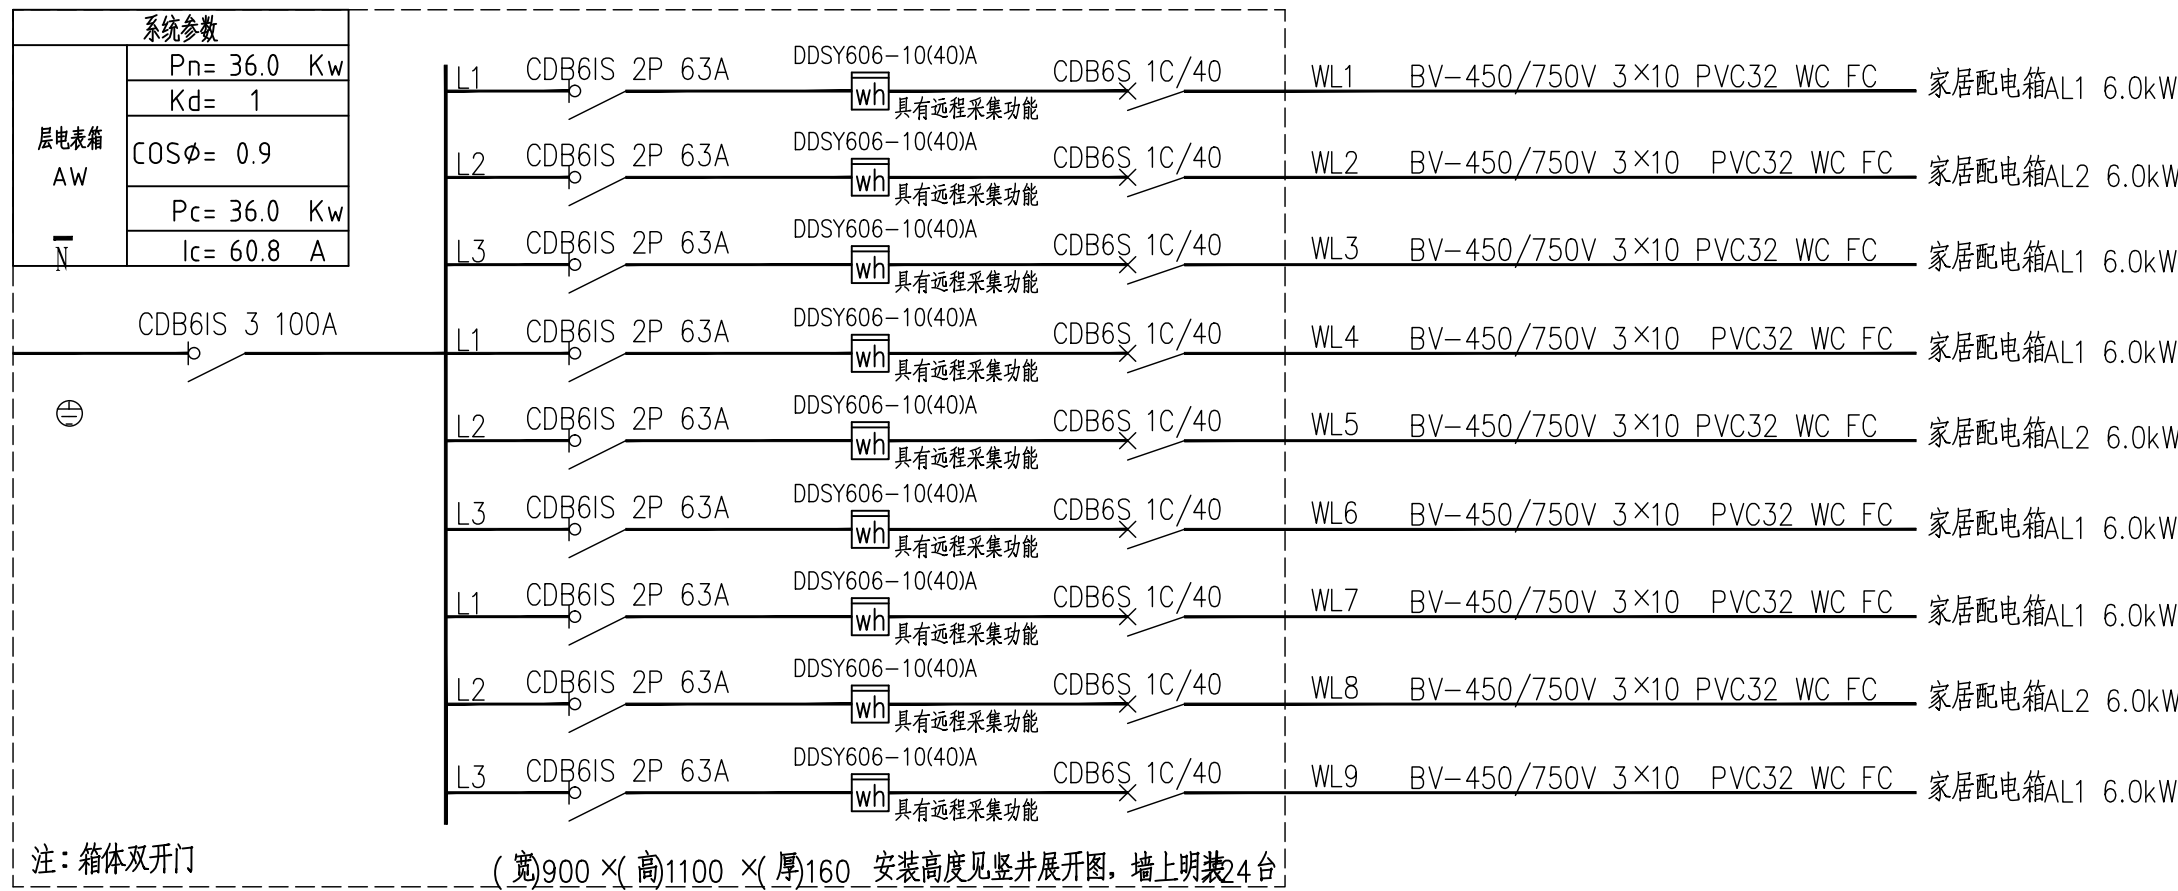 系统参数
层电表箱
AW
N
Pn= 36.0 Kw
Kd= 1
COSφ= 0.9
Pc= 36.0 Kw
Ic= 60.8 A
CDB6IS 3 100A
L1 CDB6IS 2P 63A DDSY606-10(40)A wh 具有远程采集功能 CDB6S 1C/40 WL1 BV-450/750V 3×10 PVC32 WC FC 家居配电箱AL1 6.0kW
L2 CDB6IS 2P 63A DDSY606-10(40)A wh 具有远程采集功能 CDB6S 1C/40 WL2 BV-450/750V 3×10 PVC32 WC FC 家居配电箱AL2 6.0kW
L3 CDB6IS 2P 63A DDSY606-10(40)A wh 具有远程采集功能 CDB6S 1C/40 WL3 BV-450/750V 3×10 PVC32 WC FC 家居配电箱AL1 6.0kW
L1 CDB6IS 2P 63A DDSY606-10(40)A wh 具有远程采集功能 CDB6S 1C/40 WL4 BV-450/750V 3×10 PVC32 WC FC 家居配电箱AL1 6.0kW
L2 CDB6IS 2P 63A DDSY606-10(40)A wh 具有远程采集功能 CDB6S 1C/40 WL5 BV-450/750V 3×10 PVC32 WC FC 家居配电箱AL2 6.0kW
L3 CDB6IS 2P 63A DDSY606-10(40)A wh 具有远程采集功能 CDB6S 1C/40 WL6 BV-450/750V 3×10 PVC32 WC FC 家居配电箱AL1 6.0kW
L1 CDB6IS 2P 63A DDSY606-10(40)A wh 具有远程采集功能 CDB6S 1C/40 WL7 BV-450/750V 3×10 PVC32 WC FC 家居配电箱AL1 6.0kW
L2 CDB6IS 2P 63A DDSY606-10(40)A wh 具有远程采集功能 CDB6S 1C/40 WL8 BV-450/750V 3×10 PVC32 WC FC 家居配电箱AL2 6.0kW
L3 CDB6IS 2P 63A DDSY606-10(40)A wh 具有远程采集功能 CDB6S 1C/40 WL9 BV-450/750V 3×10 PVC32 WC FC 家居配电箱AL1 6.0kW
注：箱体双开门
(宽)900×(高)1100×(厚)160 安装高度见竖井展开图，墙上明装24台